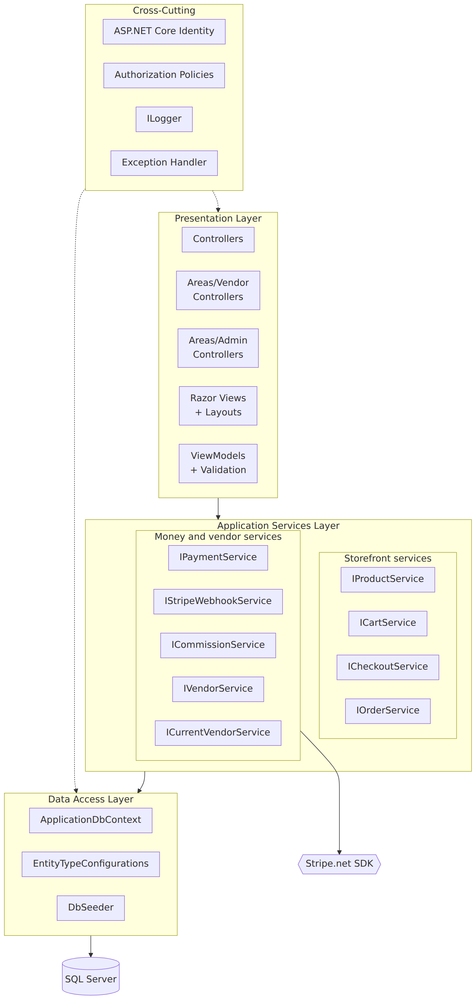 Cross-Cutting
ASP.NET Core Identity
Authorization Policies
ILogger
Exception Handler
Presentation Layer
Controllers
Areas/Vendor
Controllers
Areas/Admin
Controllers
Razor Views
+ Layouts
ViewModels
+ Validation
Application Services Layer
Money and vendor services
IPaymentService
IStripeWebhookService
ICommissionService
IVendorService
ICurrentVendorService
Storefront services
IProductService
ICartService
ICheckoutService
IOrderService
Data Access Layer
ApplicationDbContext
EntityTypeConfigurations
DbSeeder
Stripe.net SDK
SQL Server